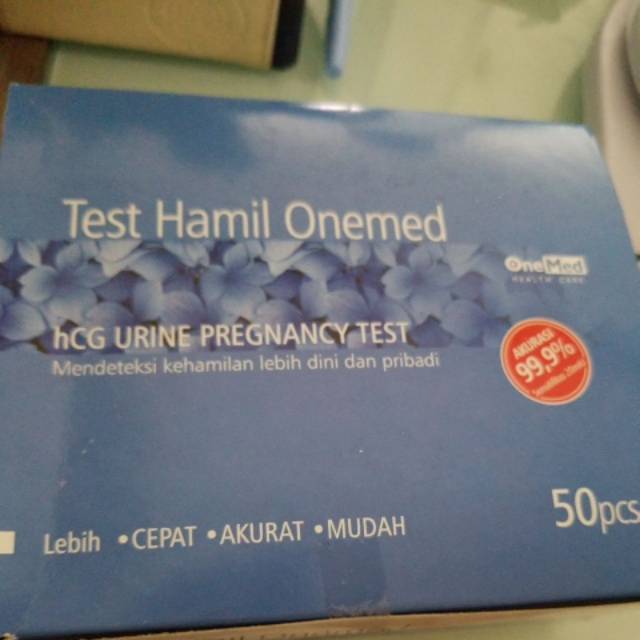 Test Hamil Onemed
OneMed
HEALTH CARE
hCG URINE PREGNANCY TEST
Mendeteksi kehamilan lebih dini dan pribadi
AKURASI
99,9%
50pcs
Lebih •CEPAT •AKURAT •MUDAH